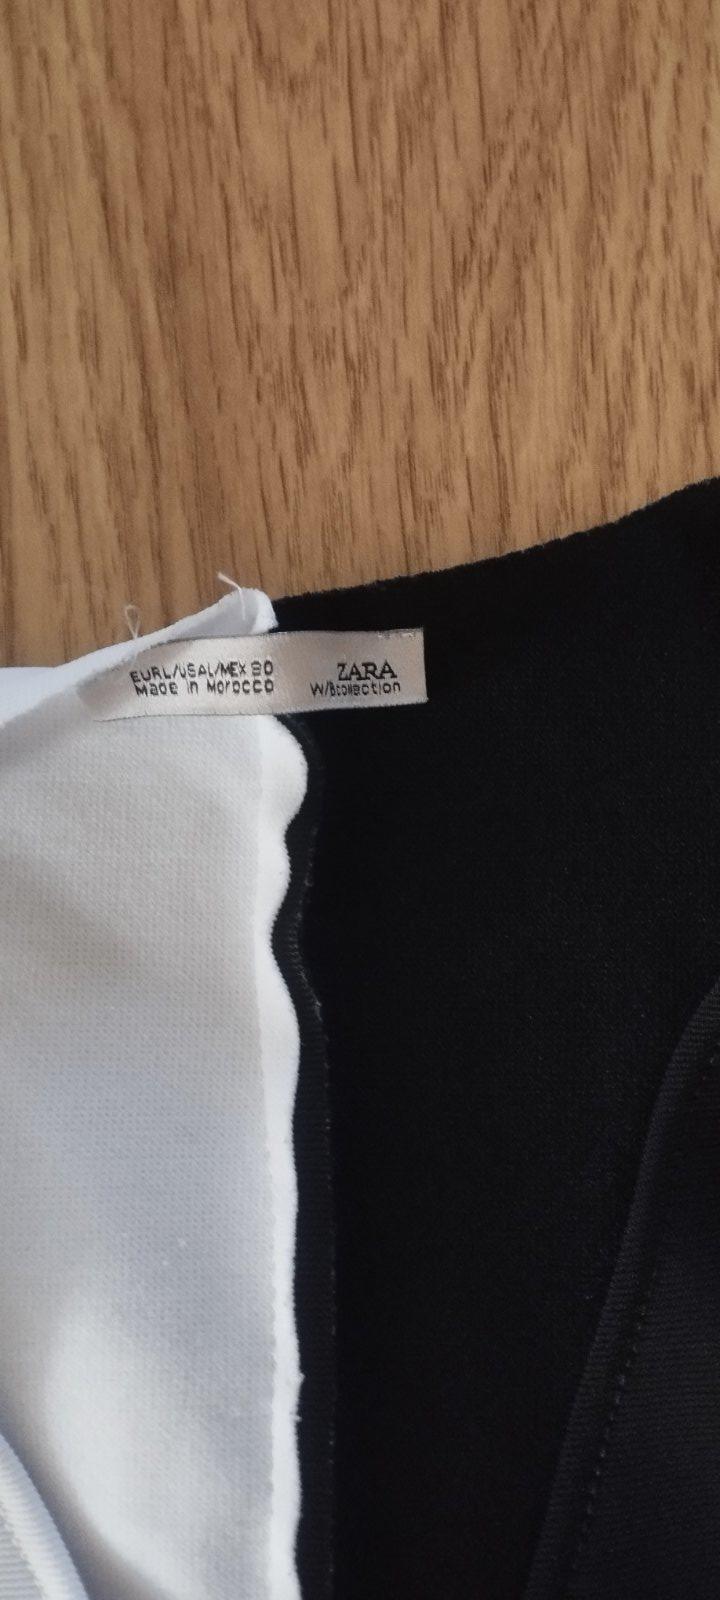 EUR L/USA L/MEX 30
Made in Morocco
ZARA
W/B collection